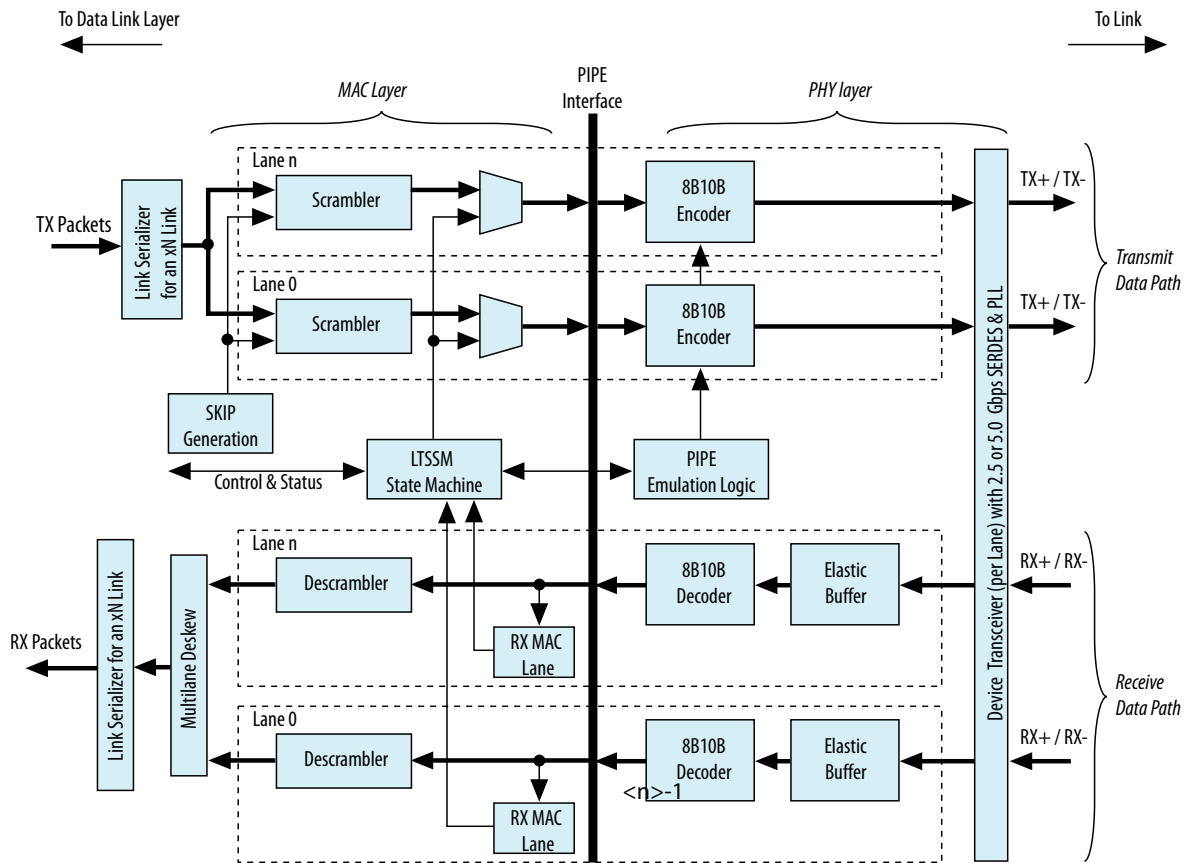 To Data Link Layer
To Link
MAC Layer
PIPE
Interface
PHY layer
Lane n
TX Packets
Link Serializer
for an xN Link
Scrambler
8B10B
Encoder
TX+ / TX-
Lane 0
Scrambler
8B10B
Encoder
TX+ / TX-
Transmit
Data Path
Device Transceiver (per Lane) with 2.5 or 5.0 Gbps SERDES & PLL
SKIP
Generation
Control & Status
LTSSM
State Machine
PIPE
Emulation Logic
Lane n
RX Packets
Link Serializer for an xN Link
Multilane Deskew
Descrambler
RX MAC
Lane
8B10B
Decoder
Elastic
Buffer
RX+ / RX-
Lane 0
Descrambler
RX MAC
Lane
8B10B
Decoder
<n>-1
Elastic
Buffer
RX+ / RX-
Receive
Data Path